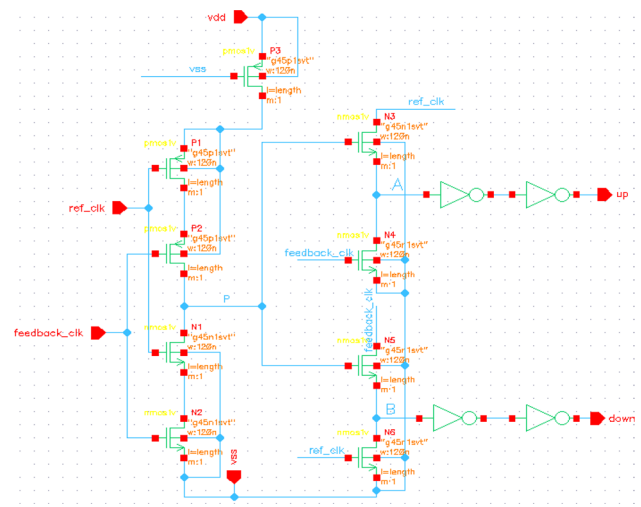 vdd
P3
pmos1v
"g45p1svt"
w:120n
vss
l=length
m:1
ref_clk
N3
nmos1v
"g45n1svt"
w:120n
l=length
m:1
P1
pmos1v
"g45p1svt"
w:120n
l=length
m:1
A
up
ref_clk
P2
pmos1v
"g45p1svt"
w:120n
l=length
m:1
N4
nmos1v
"g45n1svt"
w:120n
feedback_clk
l=length
m:1
P
feedback_clk
feedback_clk
N1
nmos1v
"g45n1svt"
w:120n
l=length
m:1
N5
nmos1v
"g45n1svt"
w:120n
l=length
m:1
B
down
N2
nmos1v
"g45n1svt"
w:120n
l=length
m:1
vss
N6
nmos1v
"g45n1svt"
w:120n
ref_clk
l=length
m:1